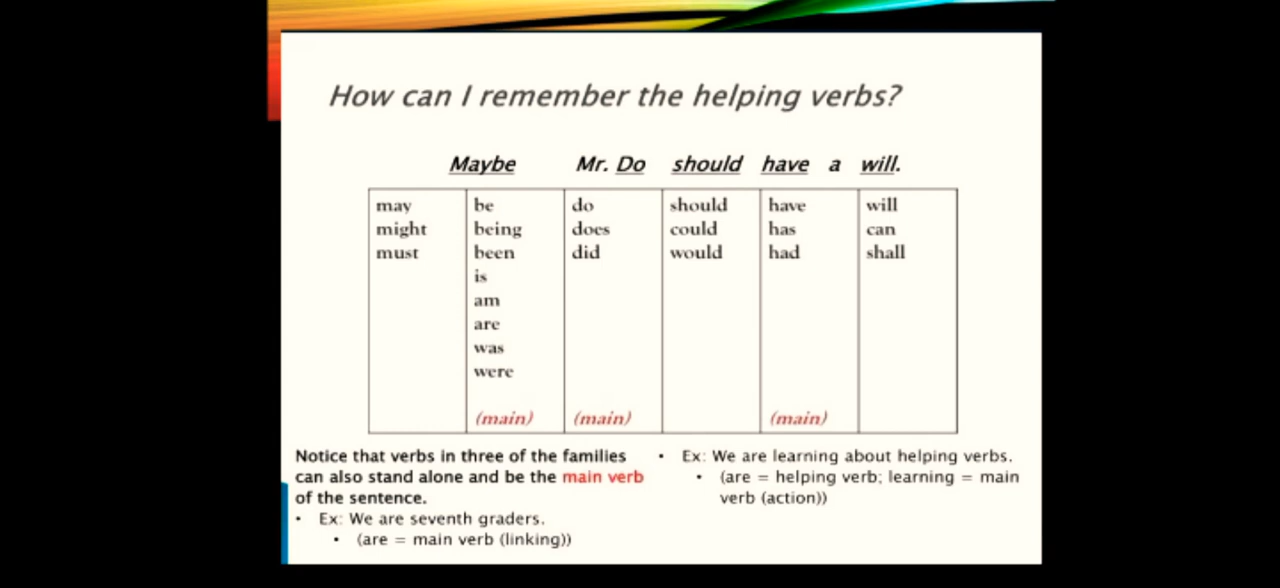 How can I remember the helping verbs?
Maybe Mr. Do should have a will.
may be do should have will
might being does could has can
must been did would had shall
is
am
are
was
were
(main) (main) (main)
Notice that verbs in three of the families
can also stand alone and be the main verb
of the sentence.
• Ex: We are seventh graders.
• (are = main verb (linking))
• Ex: We are learning about helping verbs.
• (are = helping verb; learning = main
verb (action))